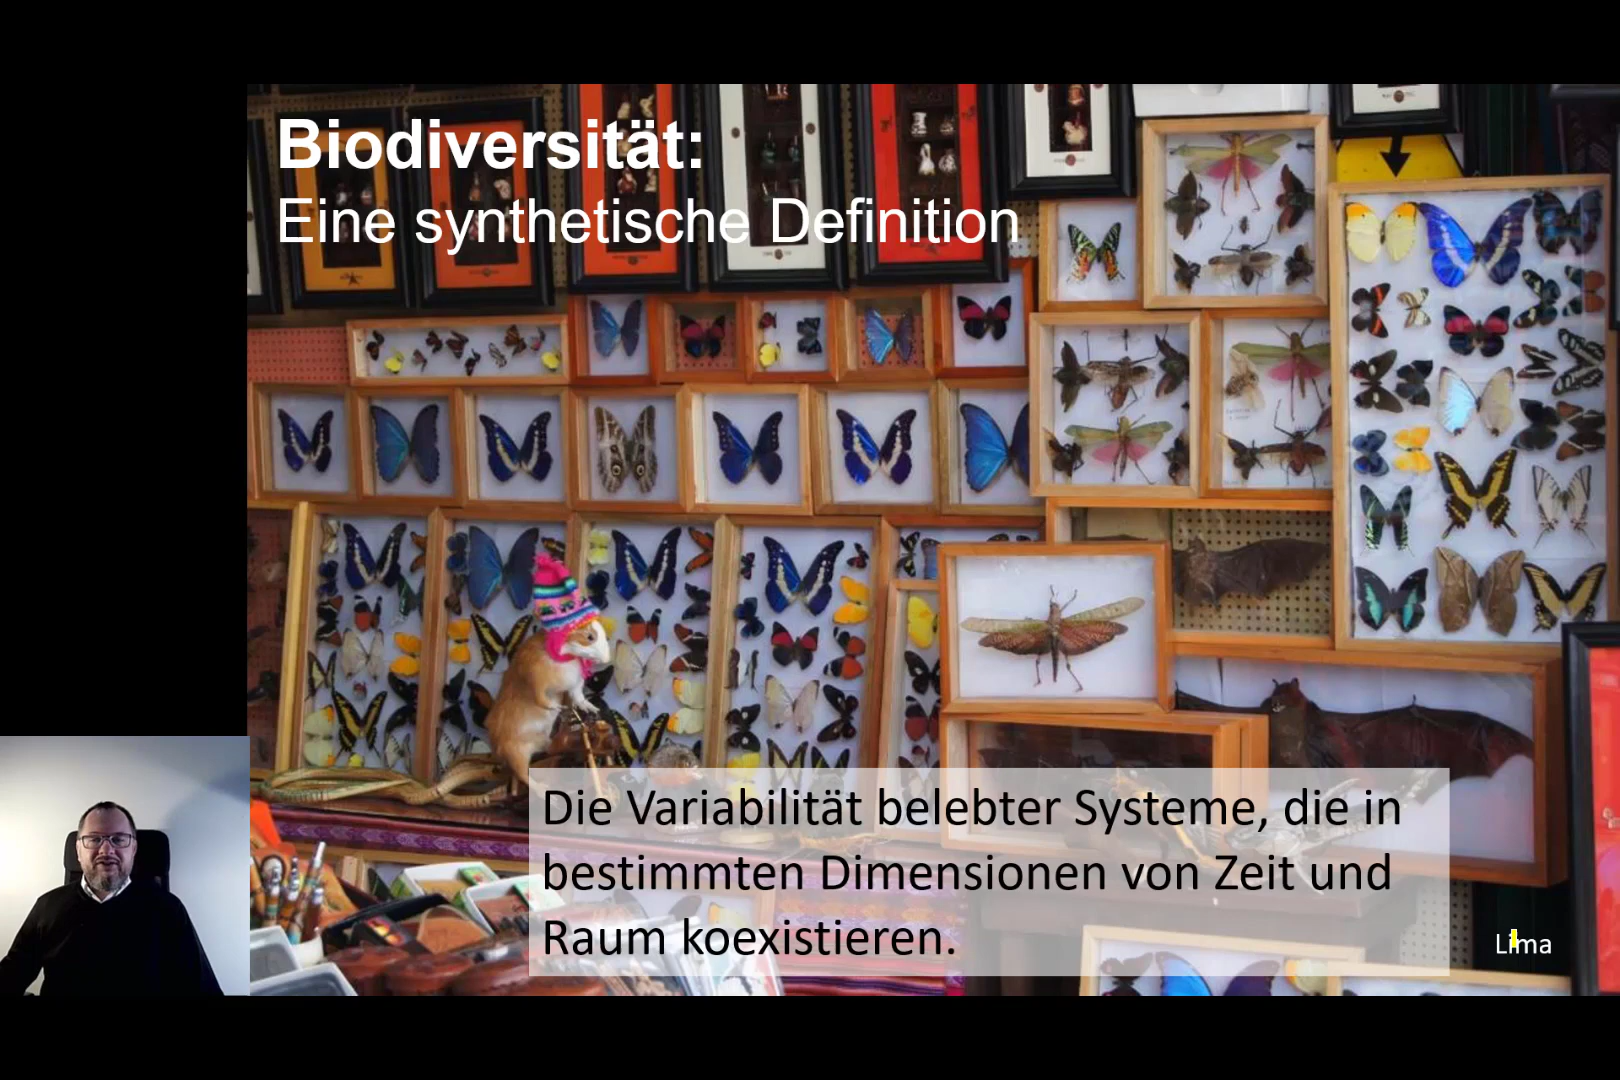 Biodiversität:
Eine synthetische Definition
Die Variabilität belebter Systeme, die in
bestimmten Dimensionen von Zeit und
Raum koexistieren.
Lima